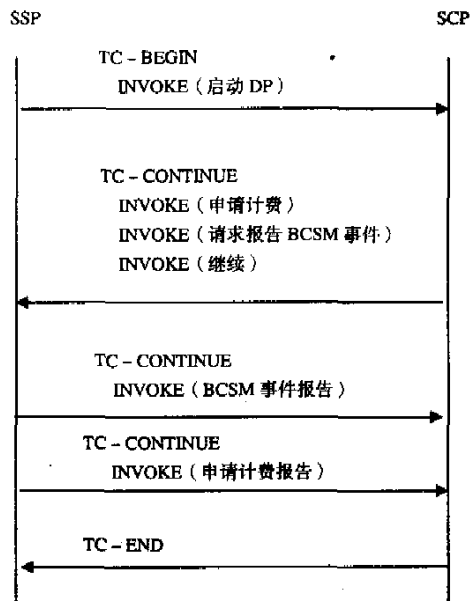 SSP SCP
TC – BEGIN
INVOKE（启动 DP）
TC – CONTINUE
INVOKE（申请计费）
INVOKE（请求报告 BCSM 事件）
INVOKE（继续）
TC – CONTINUE
INVOKE（BCSM 事件报告）
TC – CONTINUE
INVOKE（申请计费报告）
TC – END